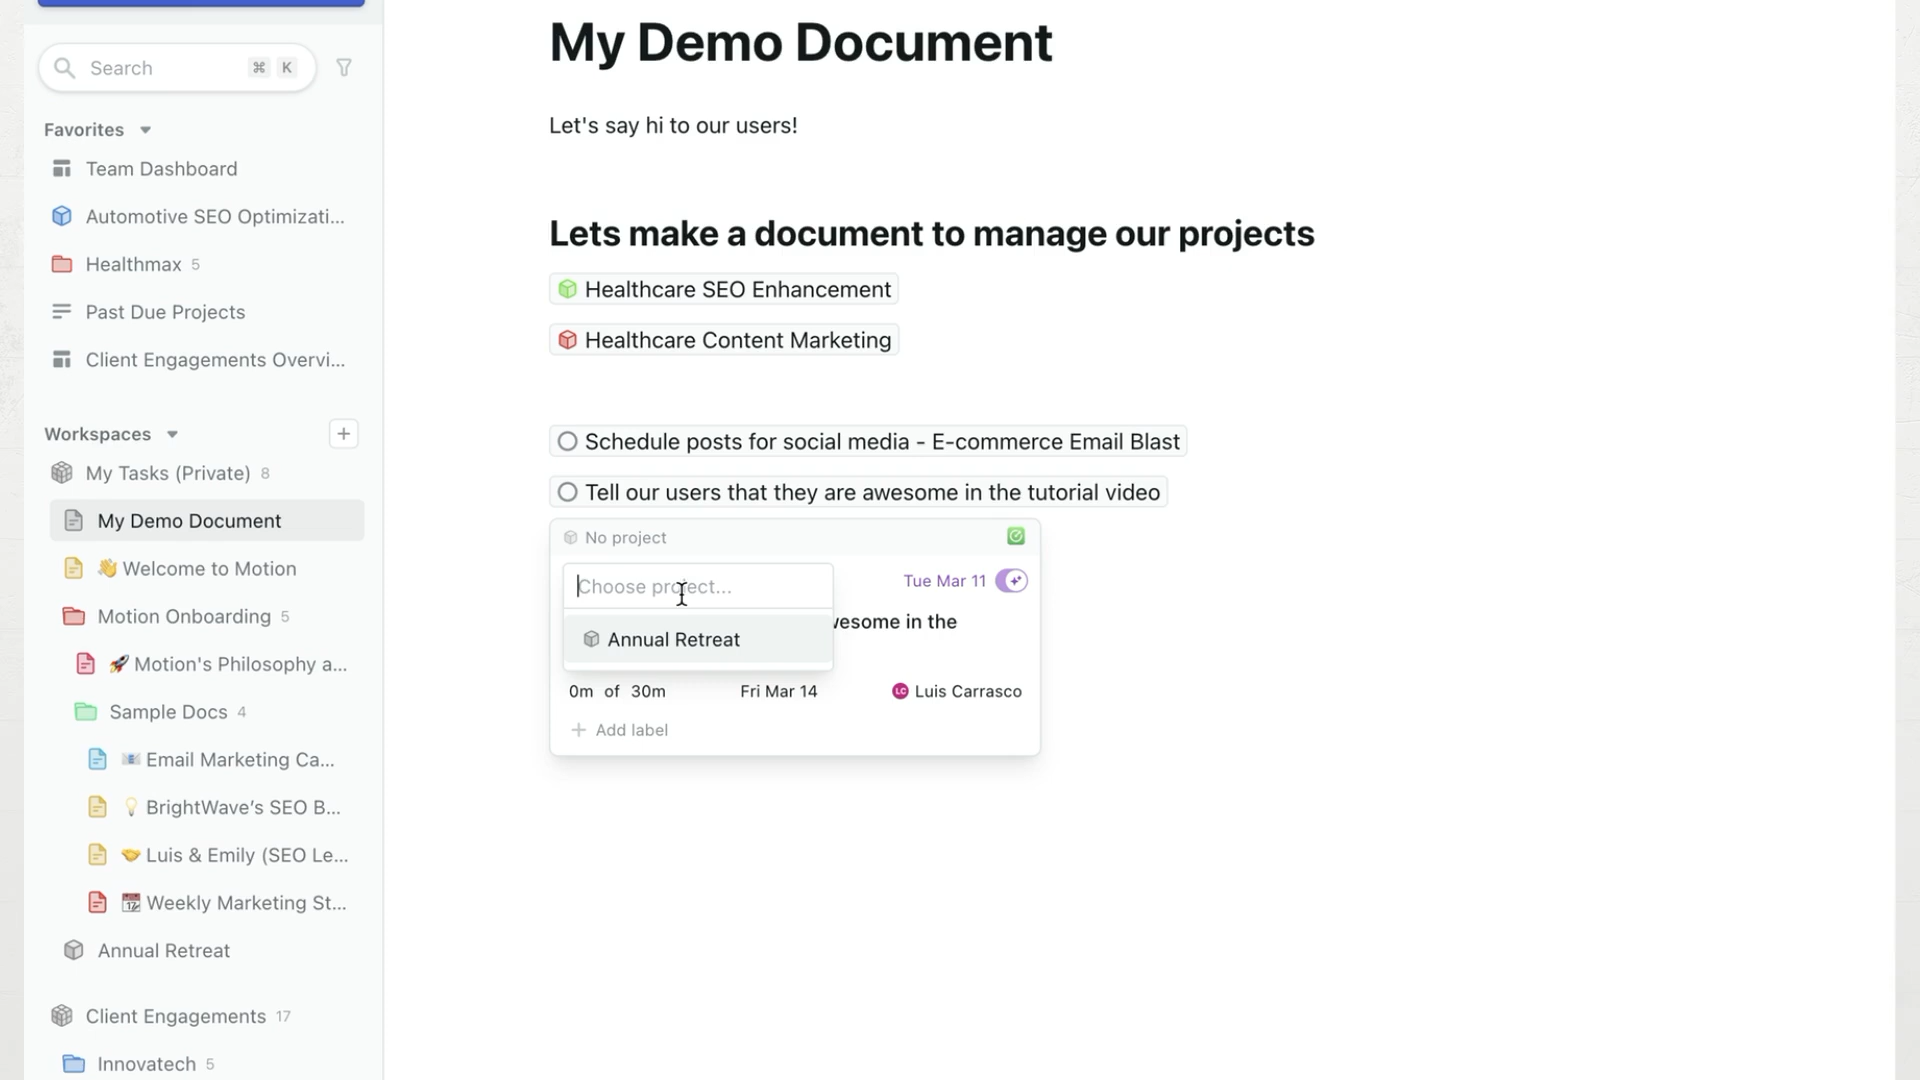 Search ⌘ K
Favorites
Team Dashboard
Automotive SEO Optimizati...
Healthmax 5
Past Due Projects
Client Engagements Overvi...
Workspaces
My Tasks (Private) 8
My Demo Document
👋 Welcome to Motion
Motion Onboarding 5
🚀 Motion's Philosophy a...
Sample Docs 4
📧 Email Marketing Ca...
💡 BrightWave's SEO B...
🤝 Luis & Emily (SEO Le...
📆 Weekly Marketing St...
Annual Retreat
Client Engagements 17
Innovatech 5
My Demo Document
Let's say hi to our users!
Lets make a document to manage our projects
Healthcare SEO Enhancement
Healthcare Content Marketing
Schedule posts for social media - E-commerce Email Blast
Tell our users that they are awesome in the tutorial video
No project
Choose project...
Tue Mar 11
Annual Retreat
wesome in the
0m of 30m Fri Mar 14 LC Luis Carrasco
Add label